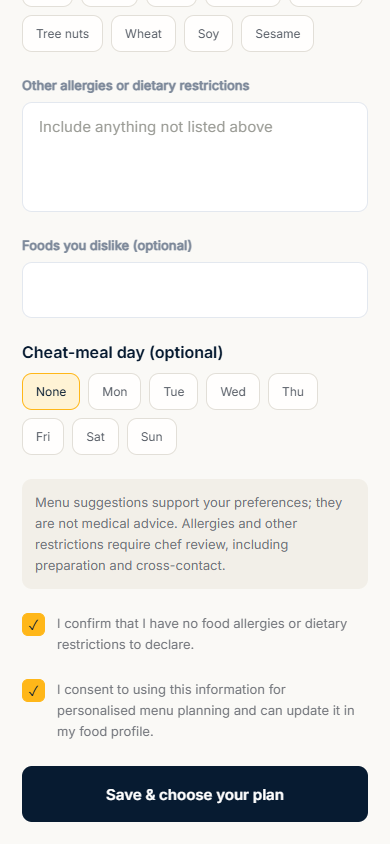 Tree nuts Wheat Soy Sesame
Other allergies or dietary restrictions
Include anything not listed above
Foods you dislike (optional)
Cheat-meal day (optional)
None Mon Tue Wed Thu
Fri Sat Sun
Menu suggestions support your preferences; they
are not medical advice. Allergies and other
restrictions require chef review, including
preparation and cross-contact.
I confirm that I have no food allergies or dietary
restrictions to declare.
I consent to using this information for
personalised menu planning and can update it in
my food profile.
Save & choose your plan